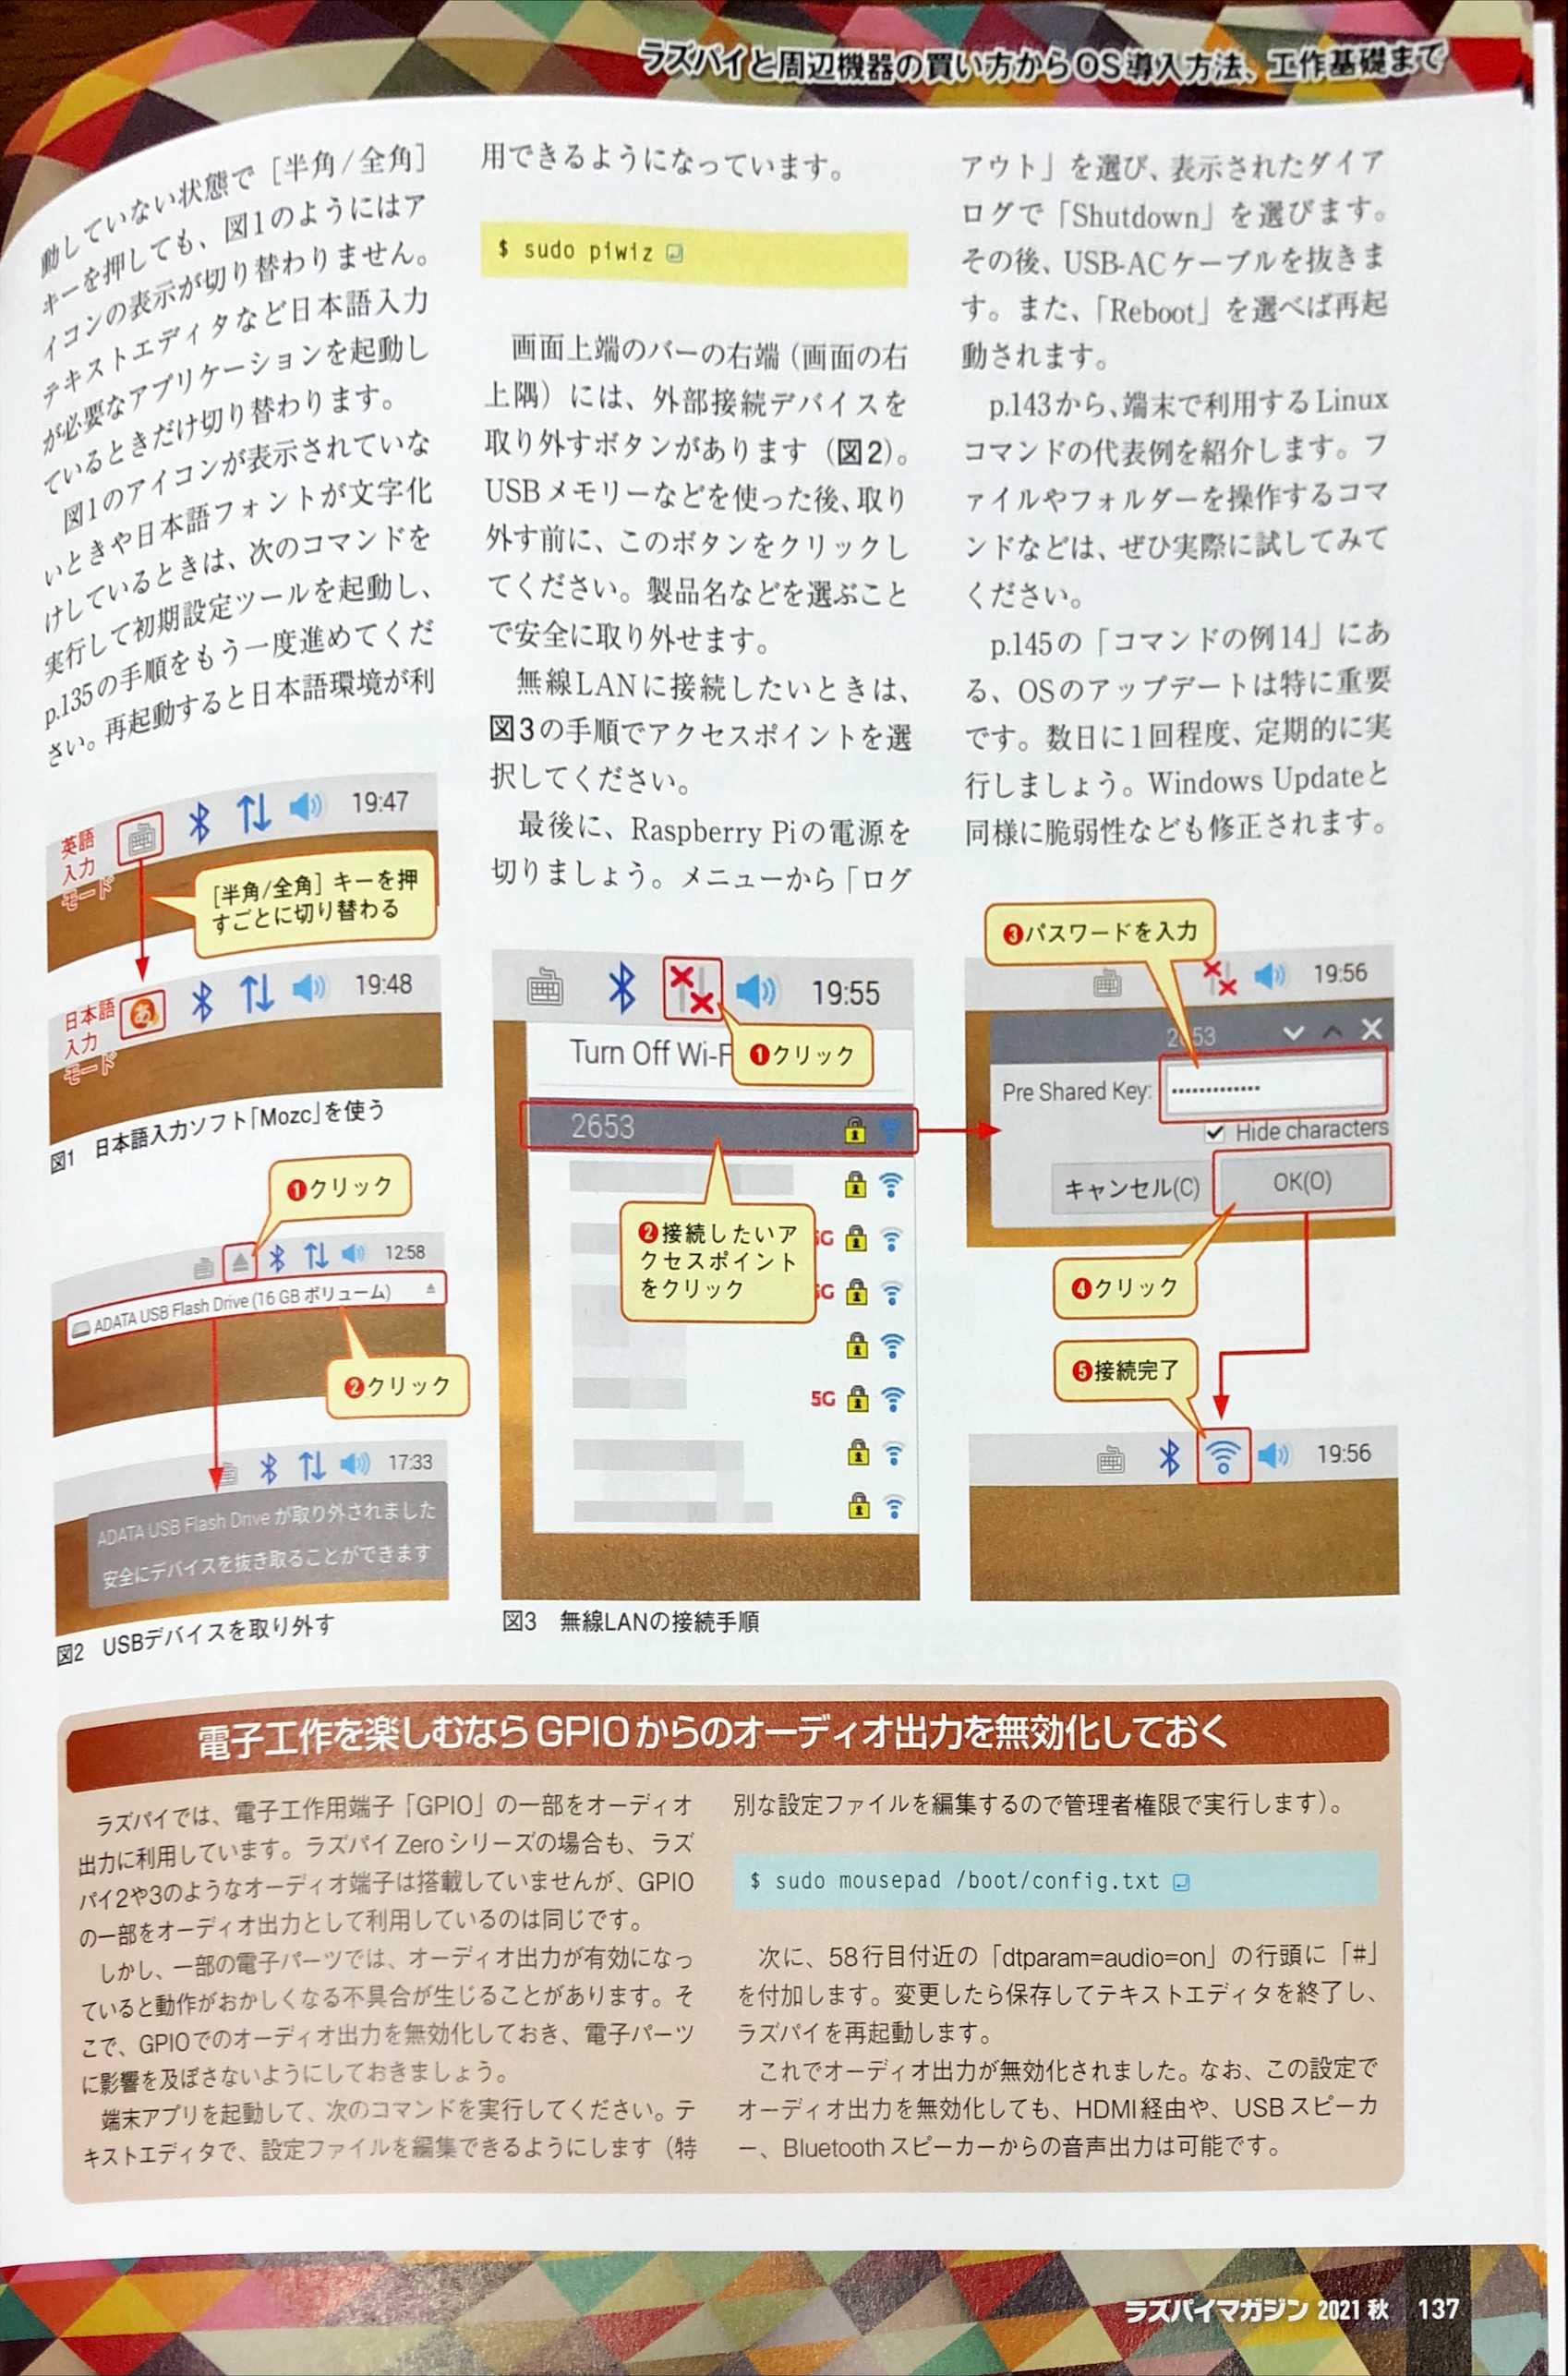 ラズパイと周辺機器の買い方からOS導入方法、工作基礎まで
動していない状態で［半角/全角］
キーを押しても、図1のようにはア
イコンの表示が切り替わりません。
テキストエディタなど日本語入力
が必要なアプリケーションを起動し
ているときだけ切り替わります。
図1のアイコンが表示されていな
いときや日本語フォントが文字化
けしているときは、次のコマンドを
実行して初期設定ツールを起動し、
p.135の手順をもう一度進めてくだ
さい。再起動すると日本語環境が利
用できるようになっています。
$ sudo piwiz
画面上端のバーの右端（画面の右
上隅）には、外部接続デバイスを
取り外すボタンがあります（図2）。
USBメモリーなどを使った後、取り
外す前に、このボタンをクリックし
てください。製品名などを選ぶこと
で安全に取り外せます。
無線LANに接続したいときは、
図3の手順でアクセスポイントを選
択してください。
最後に、Raspberry Piの電源を
切りましょう。メニューから「ログ
アウト」を選び、表示されたダイア
ログで「Shutdown」を選びます。
その後、USB-ACケーブルを抜きま
す。また、「Reboot」を選べば再起
動されます。
p.143から、端末で利用するLinux
コマンドの代表例を紹介します。フ
ァイルやフォルダーを操作するコマ
ンドなどは、ぜひ実際に試してみて
ください。
p.145の「コマンドの例14」にあ
る、OSのアップデートは特に重要
です。数日に1回程度、定期的に実
行しましょう。Windows Updateと
同様に脆弱性なども修正されます。
英語
入力
モード
19:47
［半角/全角］キーを押
すごとに切り替わる
日本語
入力
モード
あ
19:48
図1 日本語入力ソフト「Mozc」を使う
❶クリック
12:58
ADATA USB Flash Drive (16 GB ボリューム)
❷クリック
17:33
ADATA USB Flash Drive が取り外されました
安全にデバイスを抜き取ることができます
図2 USBデバイスを取り外す
19:55
Turn Off Wi-F
❶クリック
2653
❷接続したいア
クセスポイント
をクリック
5G
❸パスワードを入力
19:56
2653
Pre Shared Key:
Hide characters
キャンセル(C)
OK(O)
❹クリック
❺接続完了
19:56
図3 無線LANの接続手順
電子工作を楽しむならGPIOからのオーディオ出力を無効化しておく
ラズパイでは、電子工作用端子「GPIO」の一部をオーディオ
出力に利用しています。ラズパイZeroシリーズの場合も、ラズ
パイ2や3のようなオーディオ端子は搭載していませんが、GPIO
の一部をオーディオ出力として利用しているのは同じです。
しかし、一部の電子パーツでは、オーディオ出力が有効になっ
ていると動作がおかしくなる不具合が生じることがあります。そ
こで、GPIOでのオーディオ出力を無効化しておき、電子パーツ
に影響を及ぼさないようにしておきましょう。
端末アプリを起動して、次のコマンドを実行してください。テ
キストエディタで、設定ファイルを編集できるようにします（特
別な設定ファイルを編集するので管理者権限で実行します）。
$ sudo mousepad /boot/config.txt
次に、58行目付近の「dtparam=audio=on」の行頭に「#」
を付加します。変更したら保存してテキストエディタを終了し、
ラズパイを再起動します。
これでオーディオ出力が無効化されました。なお、この設定で
オーディオ出力を無効化しても、HDMI経由や、USBスピーカ
ー、Bluetoothスピーカーからの音声出力は可能です。
ラズパイマガジン 2021 秋 137